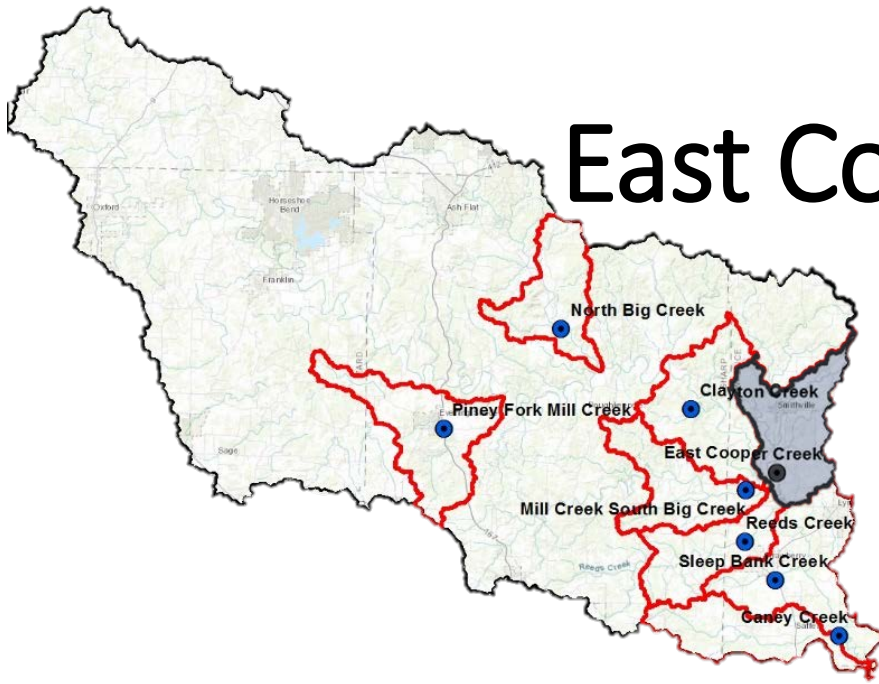 East Co
Oxford
Horseshoe
Bend
Ash Flat
Franklin
North Big Creek
SHARP
Clayton Creek
Smithville
Piney Fork Mill Creek
East Cooper Creek
Sage
Mill Creek South Big Creek
Reeds Creek
Reeds Creek
Sleep Bank Creek
Caney Creek